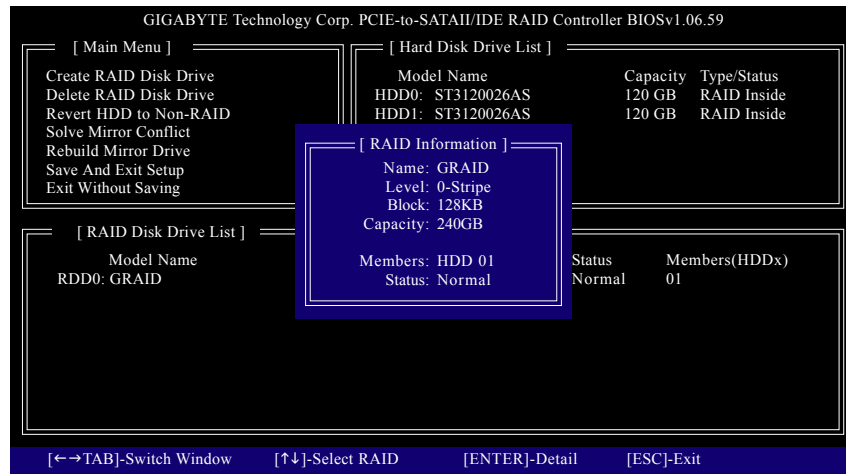 GIGABYTE Technology Corp. PCIE-to-SATAII/IDE RAID Controller BIOSv1.06.59
[ Main Menu ]
Create RAID Disk Drive
Delete RAID Disk Drive
Revert HDD to Non-RAID
Solve Mirror Conflict
Rebuild Mirror Drive
Save And Exit Setup
Exit Without Saving
[ Hard Disk Drive List ]
Model Name Capacity Type/Status
HDD0: ST3120026AS 120 GB RAID Inside
HDD1: ST3120026AS 120 GB RAID Inside
[ RAID Information ]
Name: GRAID
Level: 0-Stripe
Block: 128KB
Capacity: 240GB
Members: HDD 01
Status: Normal
[ RAID Disk Drive List ]
Model Name Status Members(HDDx)
RDD0: GRAID Normal 01
[←→TAB]-Switch Window [↑↓]-Select RAID [ENTER]-Detail [ESC]-Exit